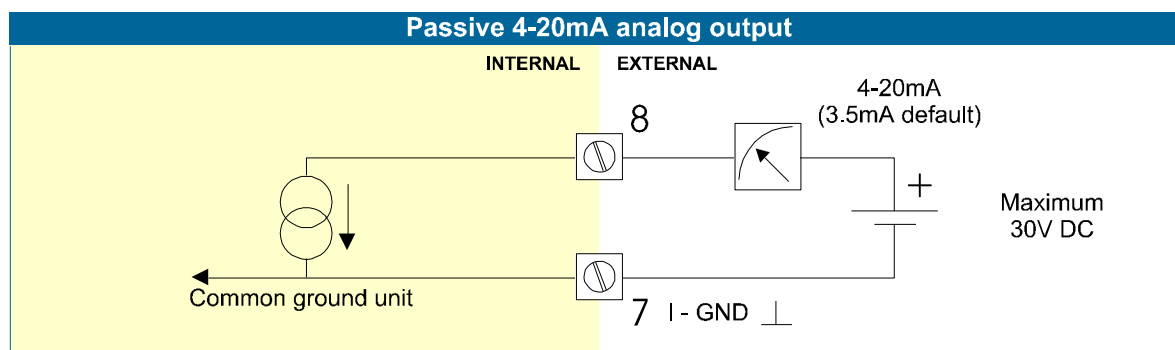 Passive 4-20mA analog output
INTERNAL
EXTERNAL
4-20mA
(3.5mA default)
8
+
Maximum
30V DC
Common ground unit
7 I - GND ⊥